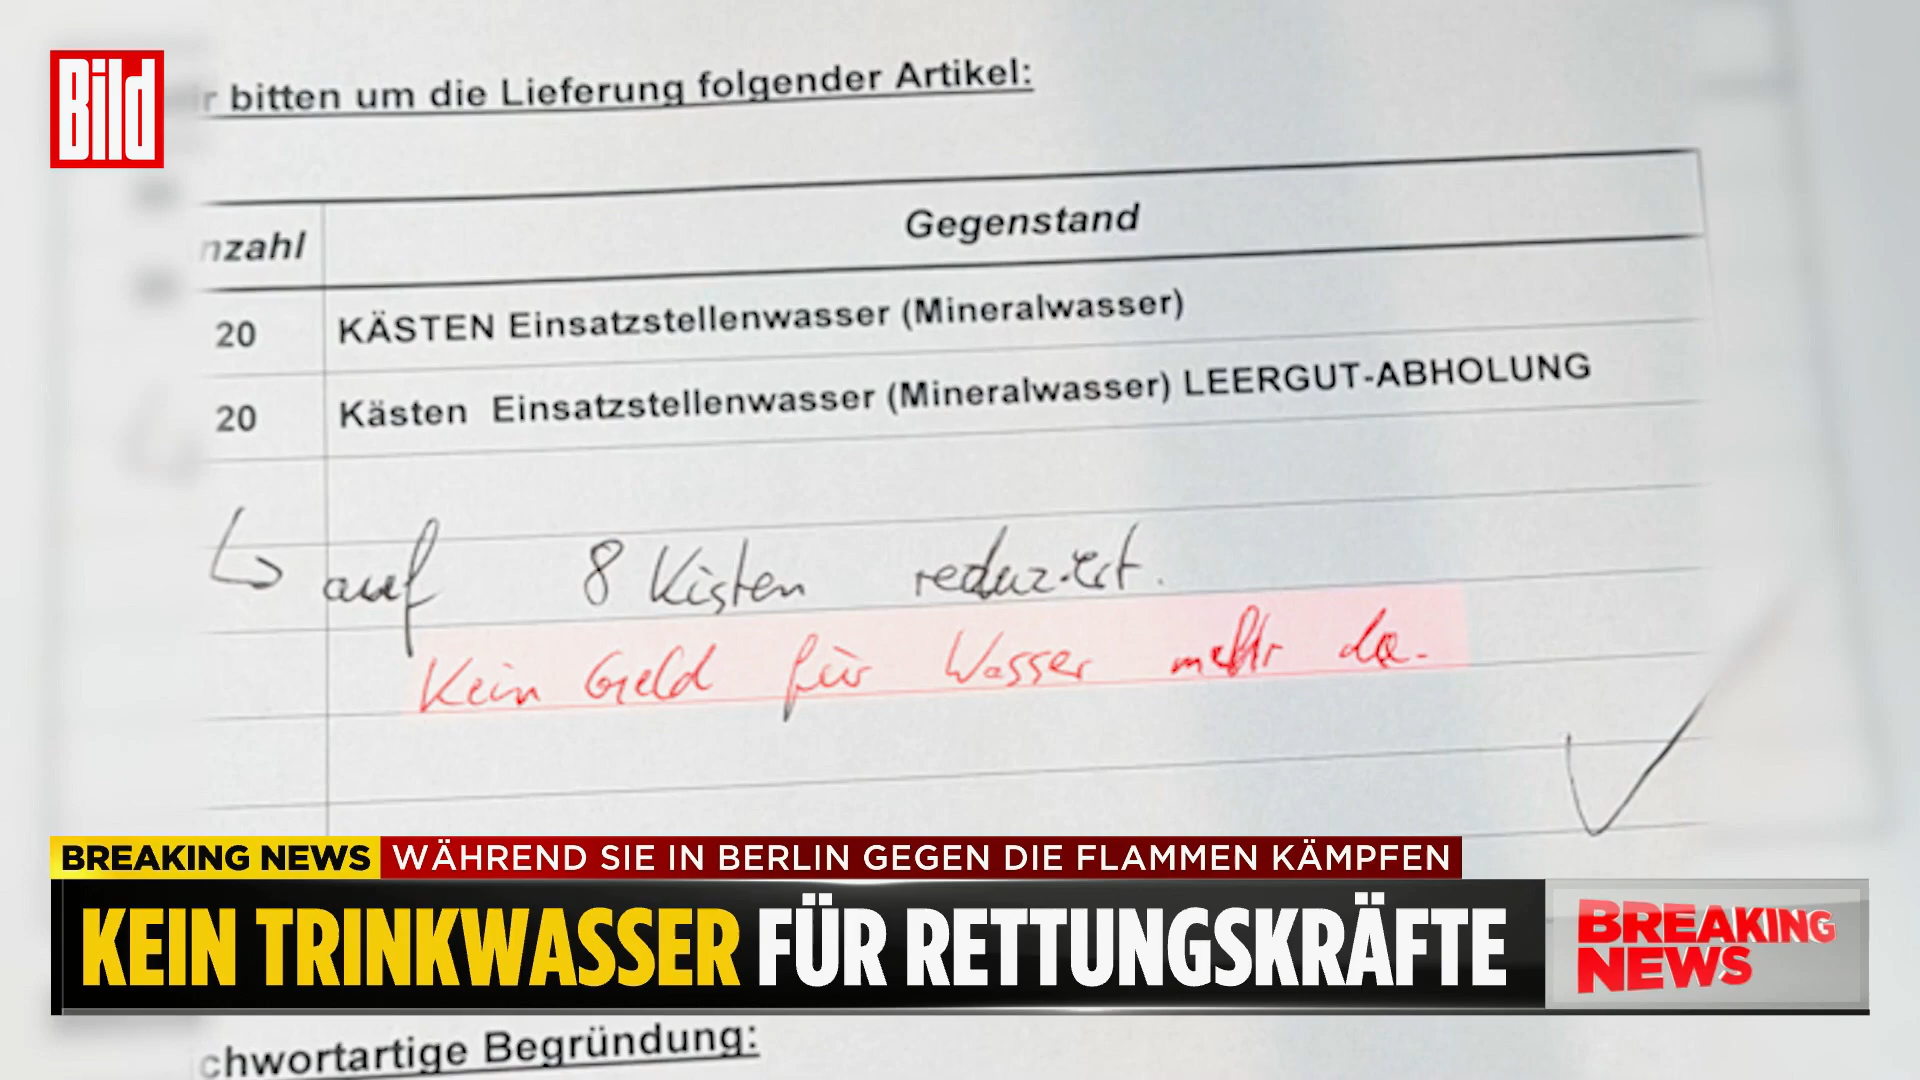 Bild
r bitten um die Lieferung folgender Artikel:
nzahl Gegenstand
20 KÄSTEN Einsatzstellenwasser (Mineralwasser)
20 Kästen Einsatzstellenwasser (Mineralwasser) LEERGUT-ABHOLUNG
↳ auf 8 Kisten reduziert.
Kein Geld für Wasser mehr da.
BREAKING NEWS WÄHREND SIE IN BERLIN GEGEN DIE FLAMMEN KÄMPFEN
KEIN TRINKWASSER FÜR RETTUNGSKRÄFTE
BREAKING
NEWS
chwortartige Begründung: